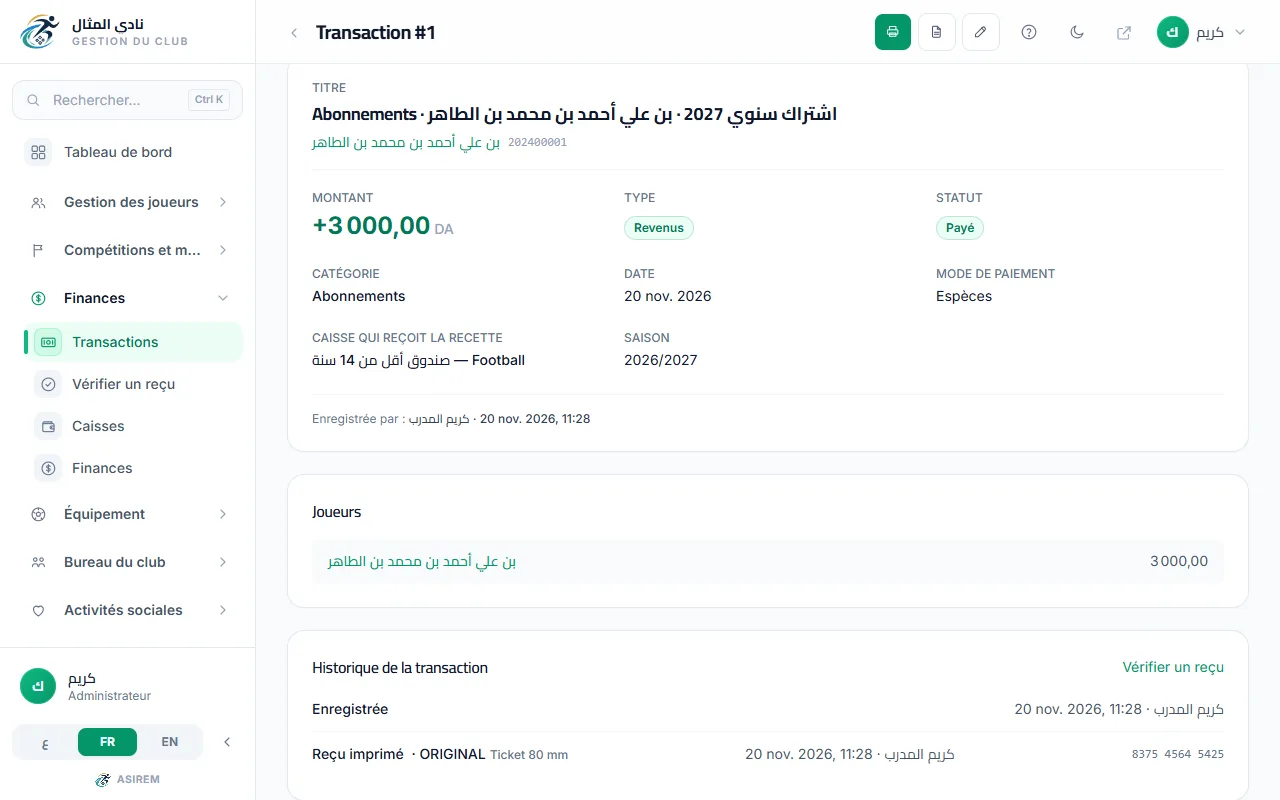 نادي المثال
GESTION DU CLUB
Transaction #1
كريم
Rechercher... Ctrl K
Tableau de bord
Gestion des joueurs
Compétitions et m...
Finances
Transactions
Vérifier un reçu
Caisses
Finances
Équipement
Bureau du club
Activités sociales
كريم
Administrateur
ع FR EN
ASIREM
TITRE
Abonnements · اشتراك سنوي 2027 · بن علي أحمد بن محمد بن الطاهر
بن علي أحمد بن محمد بن الطاهر 202400001
MONTANT TYPE STATUT
+3 000,00 DA Revenus Payé
CATÉGORIE DATE MODE DE PAIEMENT
Abonnements 20 nov. 2026 Espèces
CAISSE QUI REÇOIT LA RECETTE SAISON
صندوق أقل من 14 سنة — Football 2026/2027
Enregistrée par : كريم المدرب · 20 nov. 2026, 11:28
Joueurs
بن علي أحمد بن محمد بن الطاهر 3 000,00
Historique de la transaction Vérifier un reçu
Enregistrée 20 nov. 2026, 11:28 · كريم المدرب
Reçu imprimé · ORIGINAL Ticket 80 mm 20 nov. 2026, 11:28 · كريم المدرب 8375 4564 5425